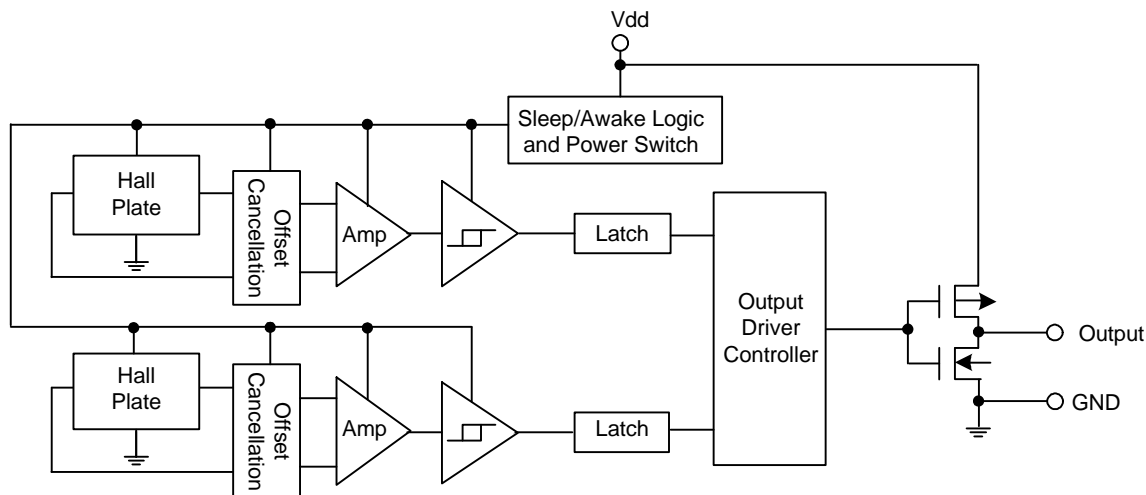 Vdd
Sleep/Awake Logic
and Power Switch
Hall
Plate
Offset
Cancellation
Amp
Latch
Output
Driver
Controller
Output
GND
Hall
Plate
Offset
Cancellation
Amp
Latch